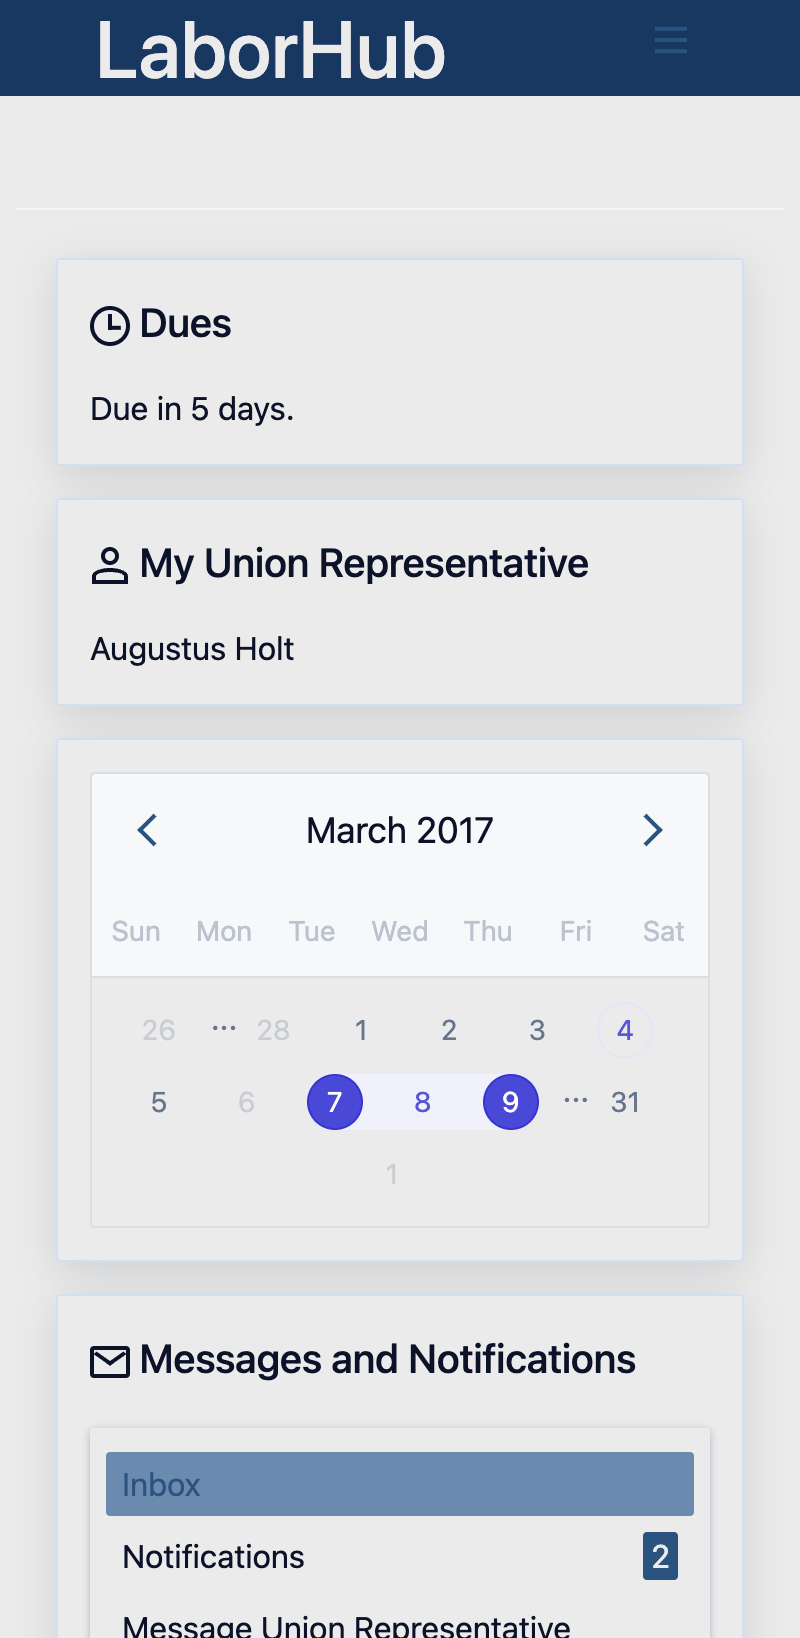 LaborHub
Dues
Due in 5 days.
My Union Representative
Augustus Holt
March 2017
Sun Mon Tue Wed Thu Fri Sat
26 ... 28 1 2 3 4
5 6 7 8 9 ... 31
1
Messages and Notifications
Inbox
Notifications 2
Message Union Representative